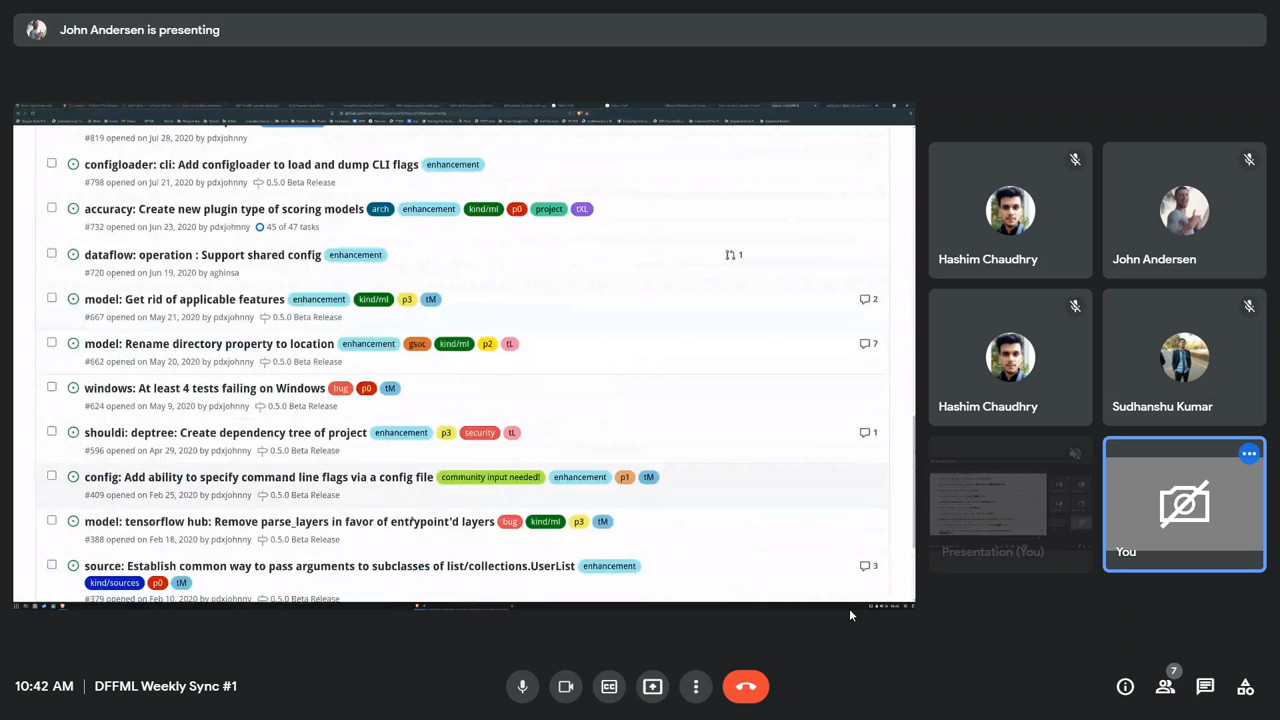 John Andersen is presenting
#819 opened on Jul 28, 2020 by pdxjohnny
configloader: cli: Add configloader to load and dump CLI flags enhancement
#798 opened on Jul 21, 2020 by pdxjohnny 0.5.0 Beta Release
accuracy: Create new plugin type of scoring models arch enhancement kind/ml p0 project tXL
#732 opened on Jun 23, 2020 by pdxjohnny 45 of 47 tasks
dataflow: operation : Support shared config enhancement 1
#720 opened on Jun 19, 2020 by aghinsa
model: Get rid of applicable features enhancement kind/ml p3 tM 2
#667 opened on May 21, 2020 by pdxjohnny 0.5.0 Beta Release
model: Rename directory property to location enhancement gsoc kind/ml p2 tL 7
#662 opened on May 20, 2020 by pdxjohnny 0.5.0 Beta Release
windows: At least 4 tests failing on Windows bug p0 tM
#624 opened on May 9, 2020 by pdxjohnny 0.5.0 Beta Release
shouldi: deptree: Create dependency tree of project enhancement p3 security tL 1
#596 opened on Apr 29, 2020 by pdxjohnny 0.5.0 Beta Release
config: Add ability to specify command line flags via a config file community input needed! enhancement p1 tM
#409 opened on Feb 25, 2020 by pdxjohnny 0.5.0 Beta Release
model: tensorflow hub: Remove parse_layers in favor of entrypoint'd layers bug kind/ml p3 tM
#388 opened on Feb 18, 2020 by pdxjohnny 0.5.0 Beta Release
source: Establish common way to pass arguments to subclasses of list/collections.UserList enhancement 3
kind/sources p0 tM
#379 opened on Feb 10, 2020 by pdxjohnny 0.5.0 Beta Release
Hashim Chaudhry
John Andersen
Hashim Chaudhry
Sudhanshu Kumar
Presentation (You)
You
10:42 AM DFFML Weekly Sync #1
7